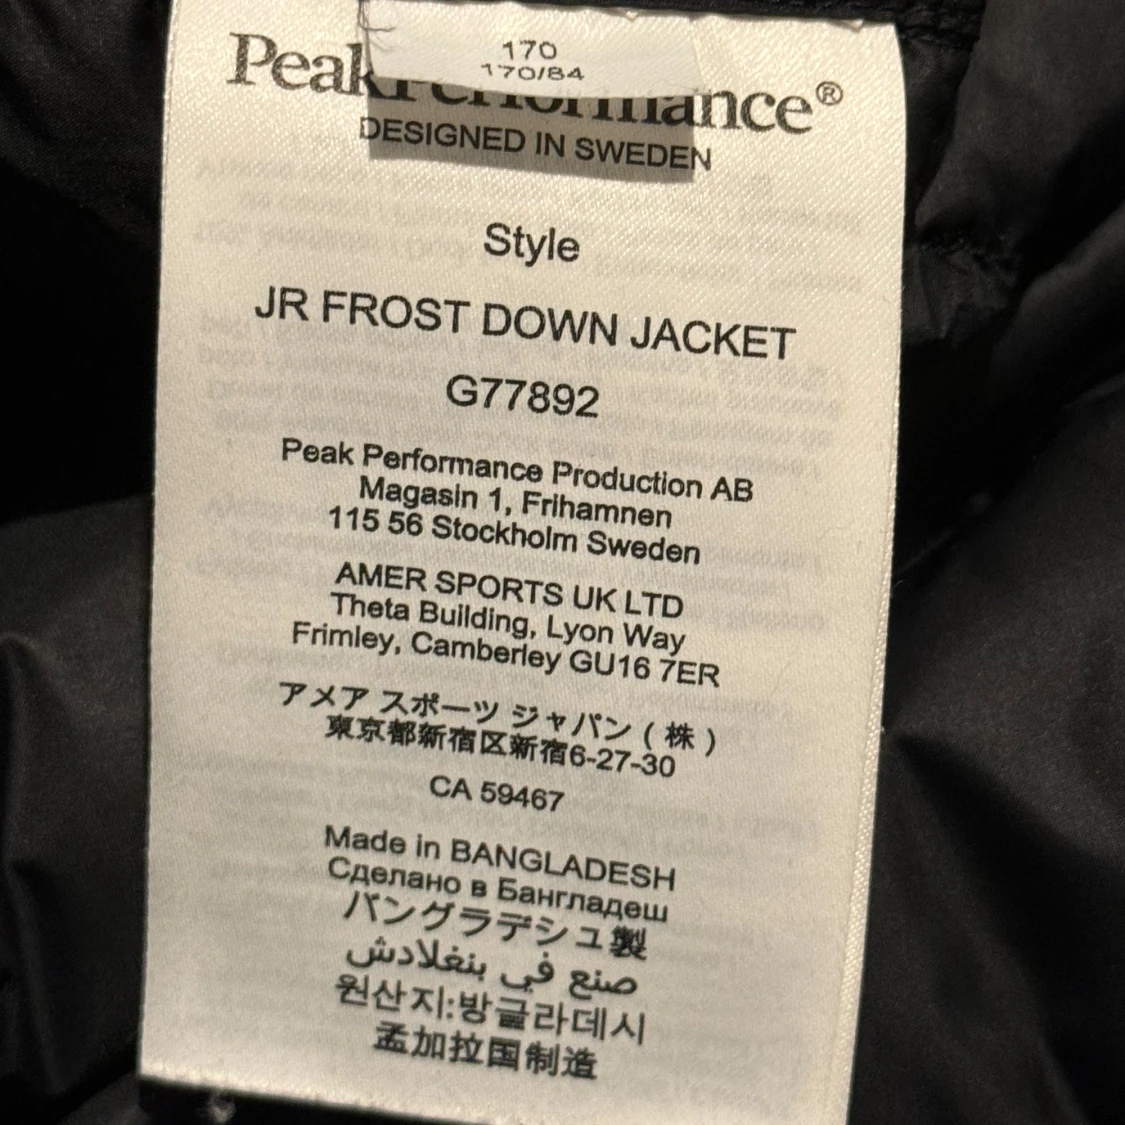 170
170/84
Peak Performance®
DESIGNED IN SWEDEN
Style
JR FROST DOWN JACKET
G77892
Peak Performance Production AB
Magasin 1, Frihamnen
115 56 Stockholm Sweden
AMER SPORTS UK LTD
Theta Building, Lyon Way
Frimley, Camberley GU16 7ER
アメア スポーツ ジャパン ( 株 )
東京都新宿区新宿6-27-30
CA 59467
Made in BANGLADESH
Сделано в Бангладеш
バングラデシュ製
صنع في بنغلادش
원산지:방글라데시
孟加拉国制造